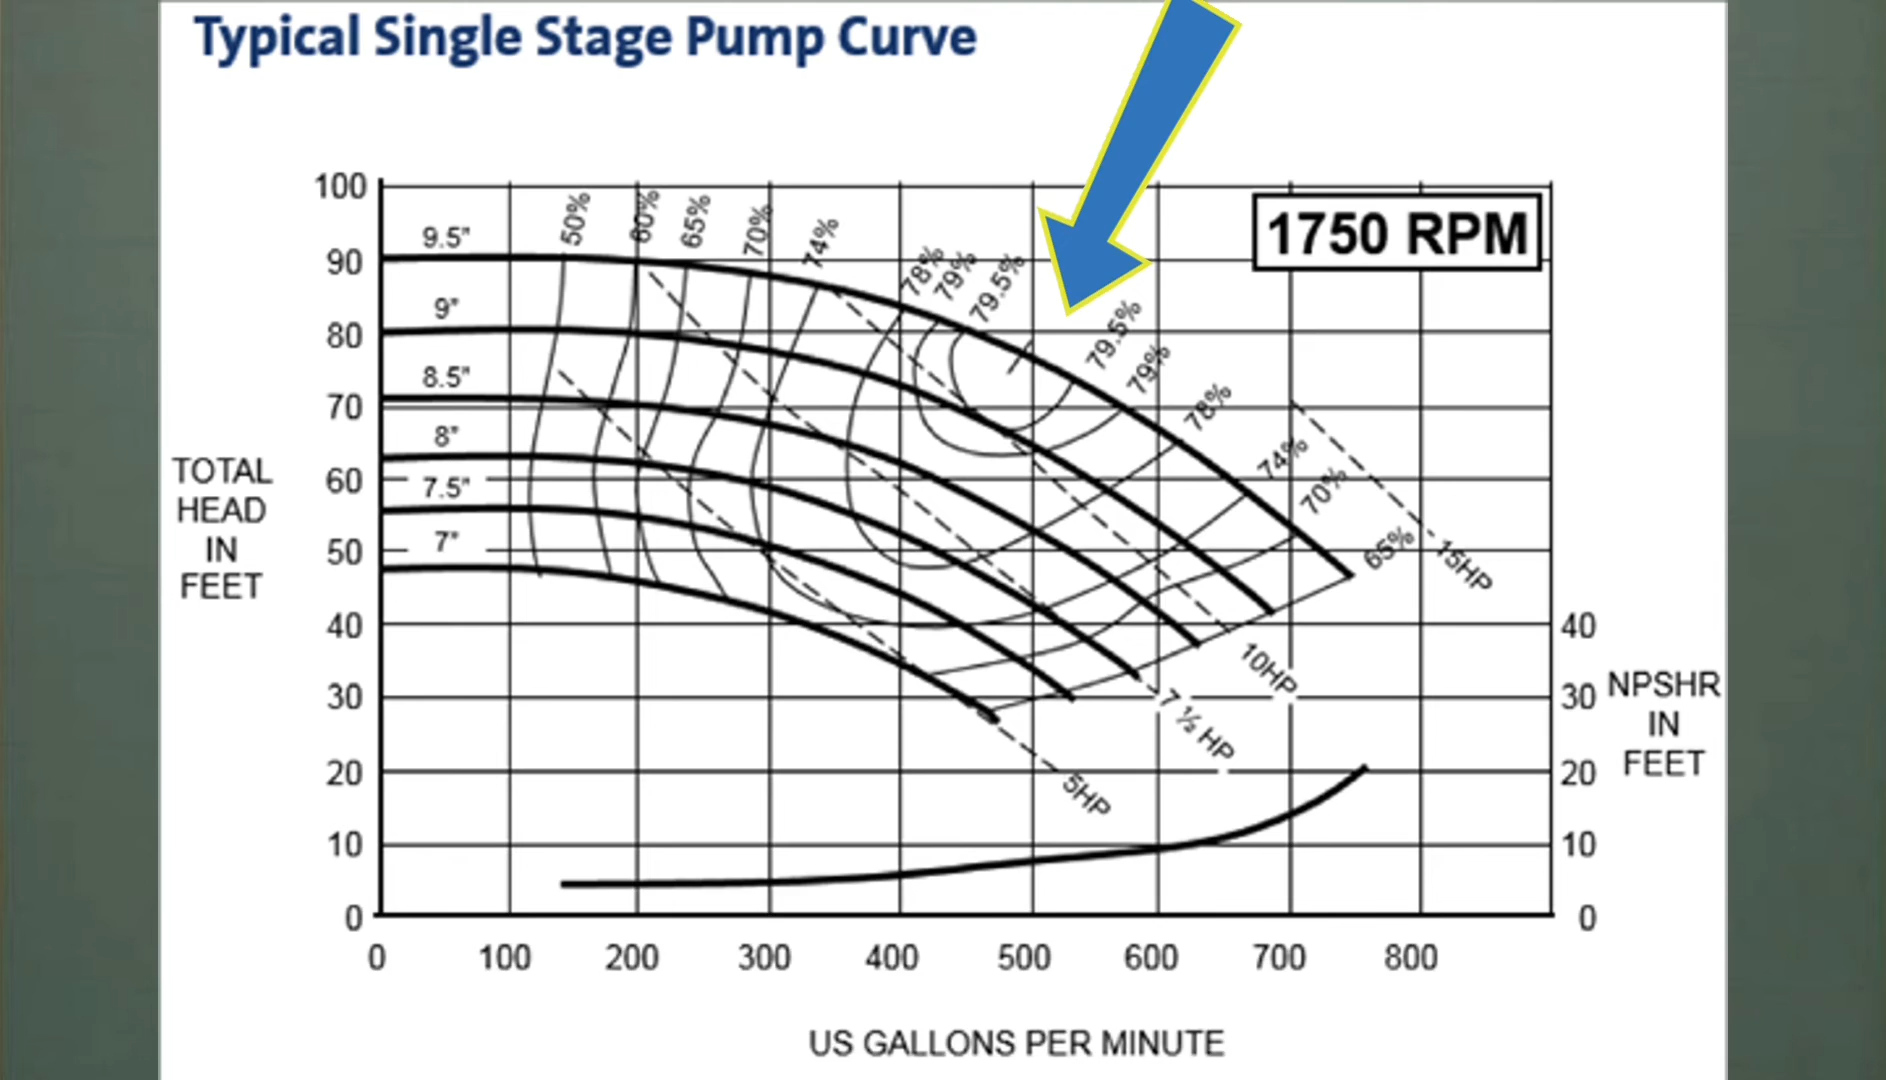 Typical Single Stage Pump Curve
1750 RPM
50% 60% 65% 70% 74% 78% 79% 79.5%
79.5% 79% 78% 74% 70% 65%
9.5"
9"
8.5"
8"
7.5"
7"
TOTAL
HEAD
IN
FEET
100
90
80
70
60
50
40
30
20
10
0
15HP
10HP
7 ½ HP
5HP
40
30
20
10
0
NPSHR
IN
FEET
0 100 200 300 400 500 600 700 800
US GALLONS PER MINUTE